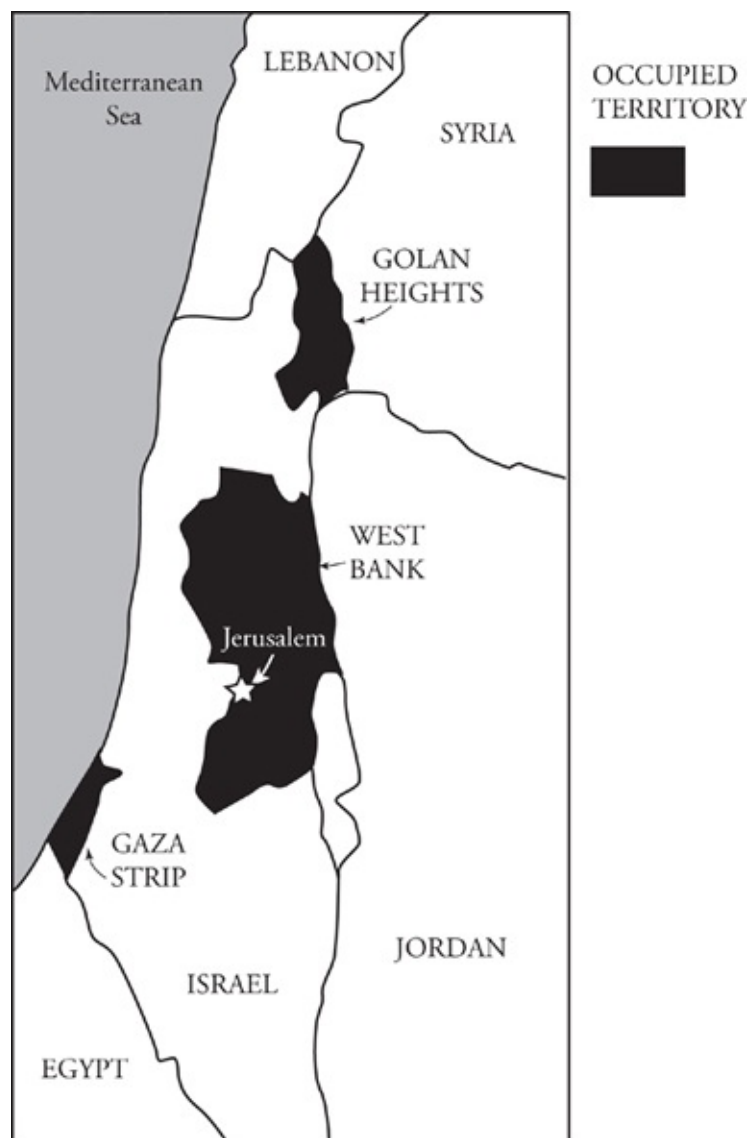 LEBANON
Mediterranean
Sea
OCCUPIED
TERRITORY
SYRIA
GOLAN
HEIGHTS
WEST
BANK
Jerusalem
GAZA
STRIP
JORDAN
ISRAEL
EGYPT